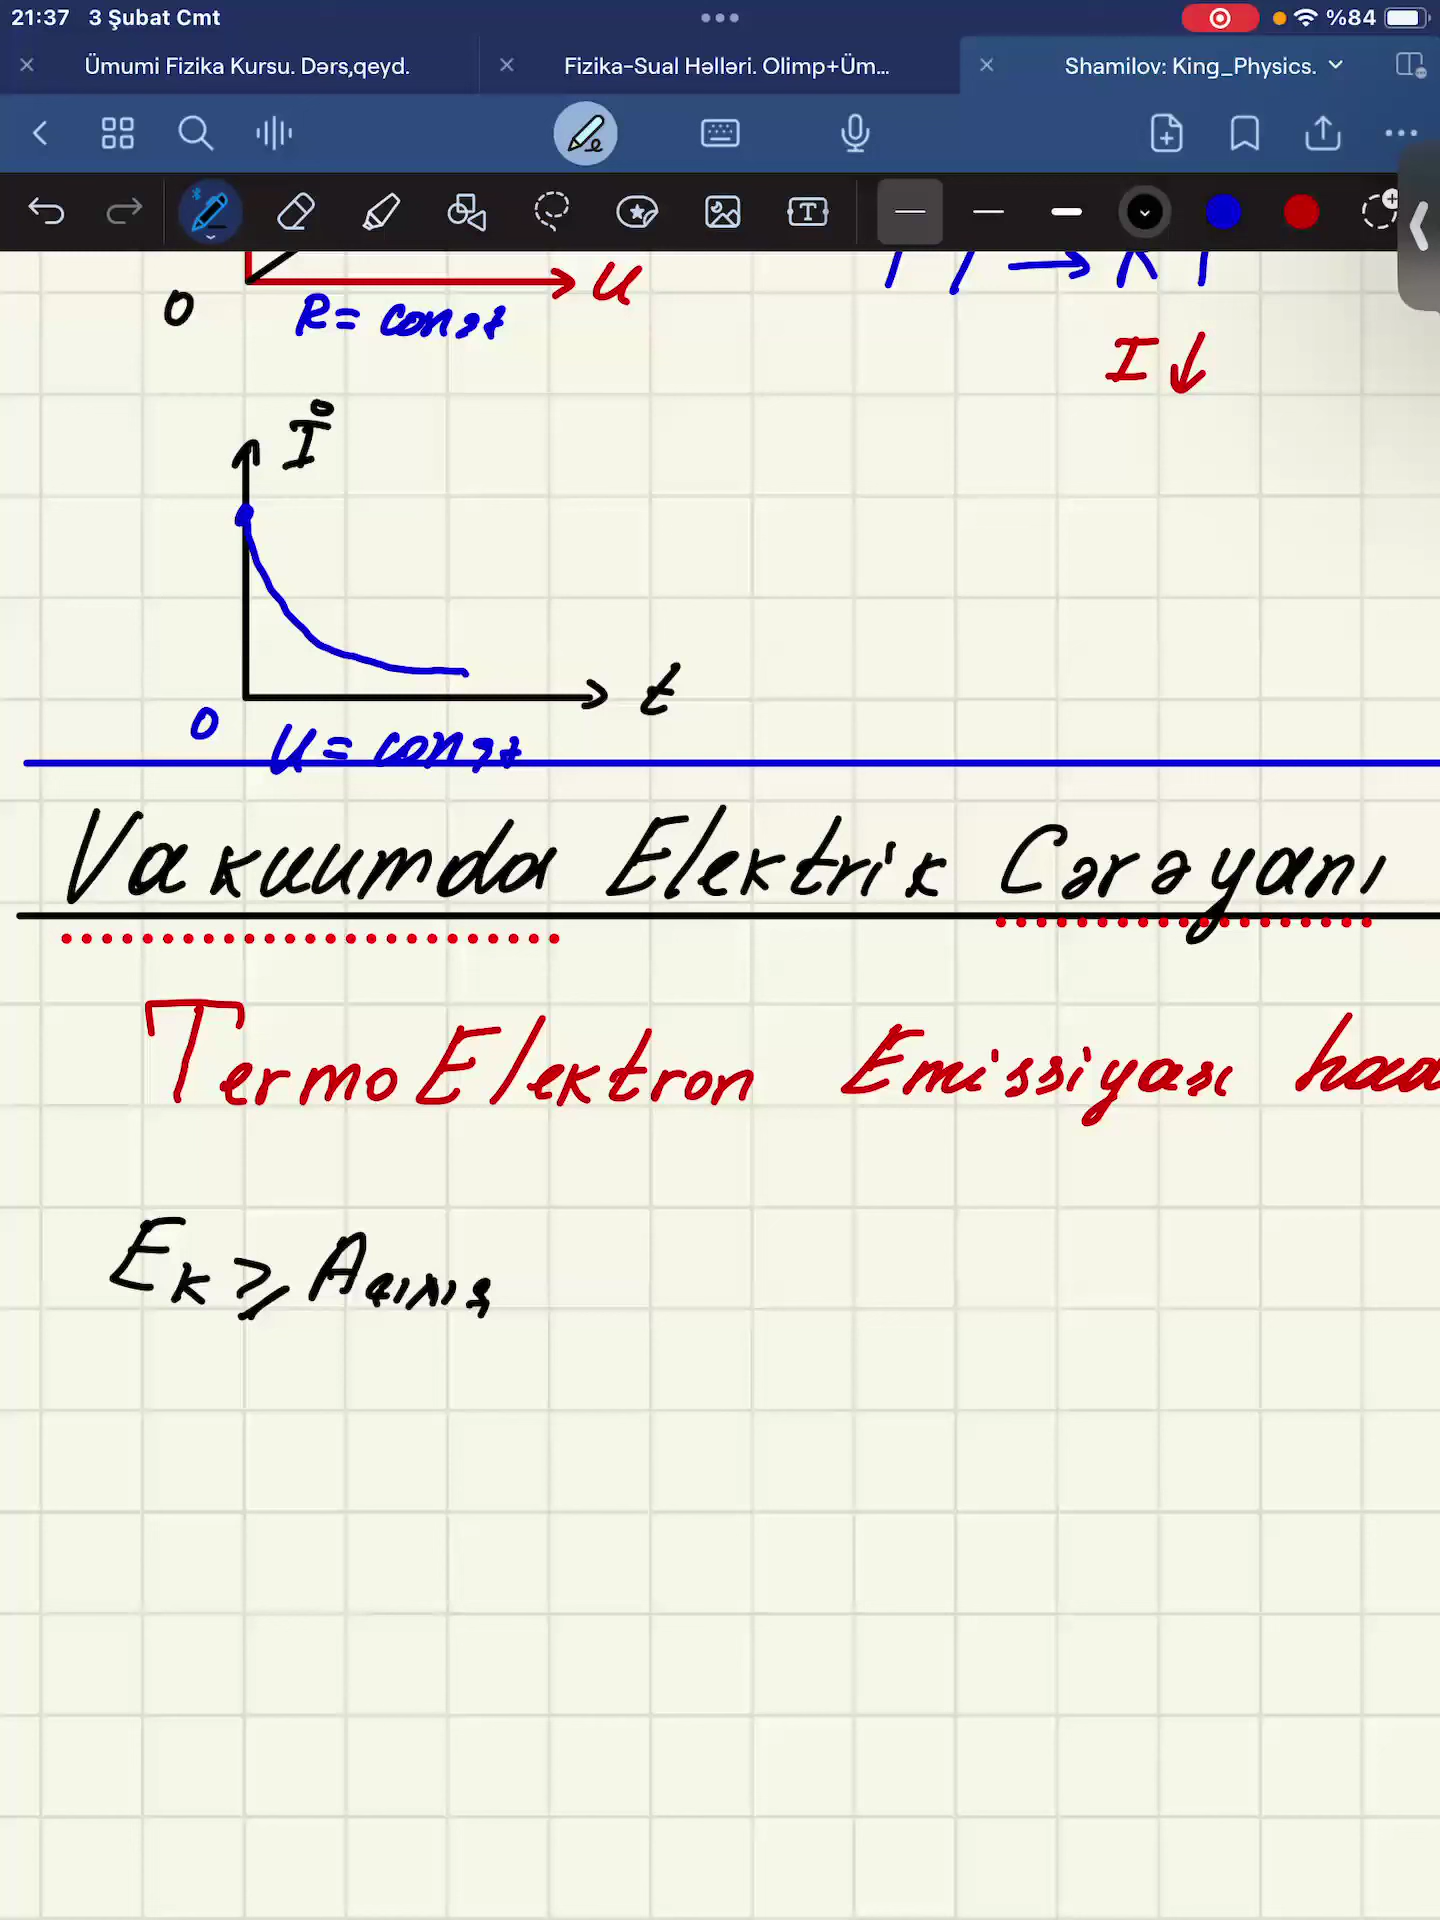 21:37 3 Şubat Cmt %84
Ümumi Fizika Kursu. Dərs,qeyd. Fizika-Sual Həlləri. Olimp+Üm... Shamilov: King_Physics.
U
0 R = const
I ↓
I
t
0 U = const
Vakuumda Elektrik Cərəyanı
TermoElektron Emissiyası
Eк ⩾ Açıxış